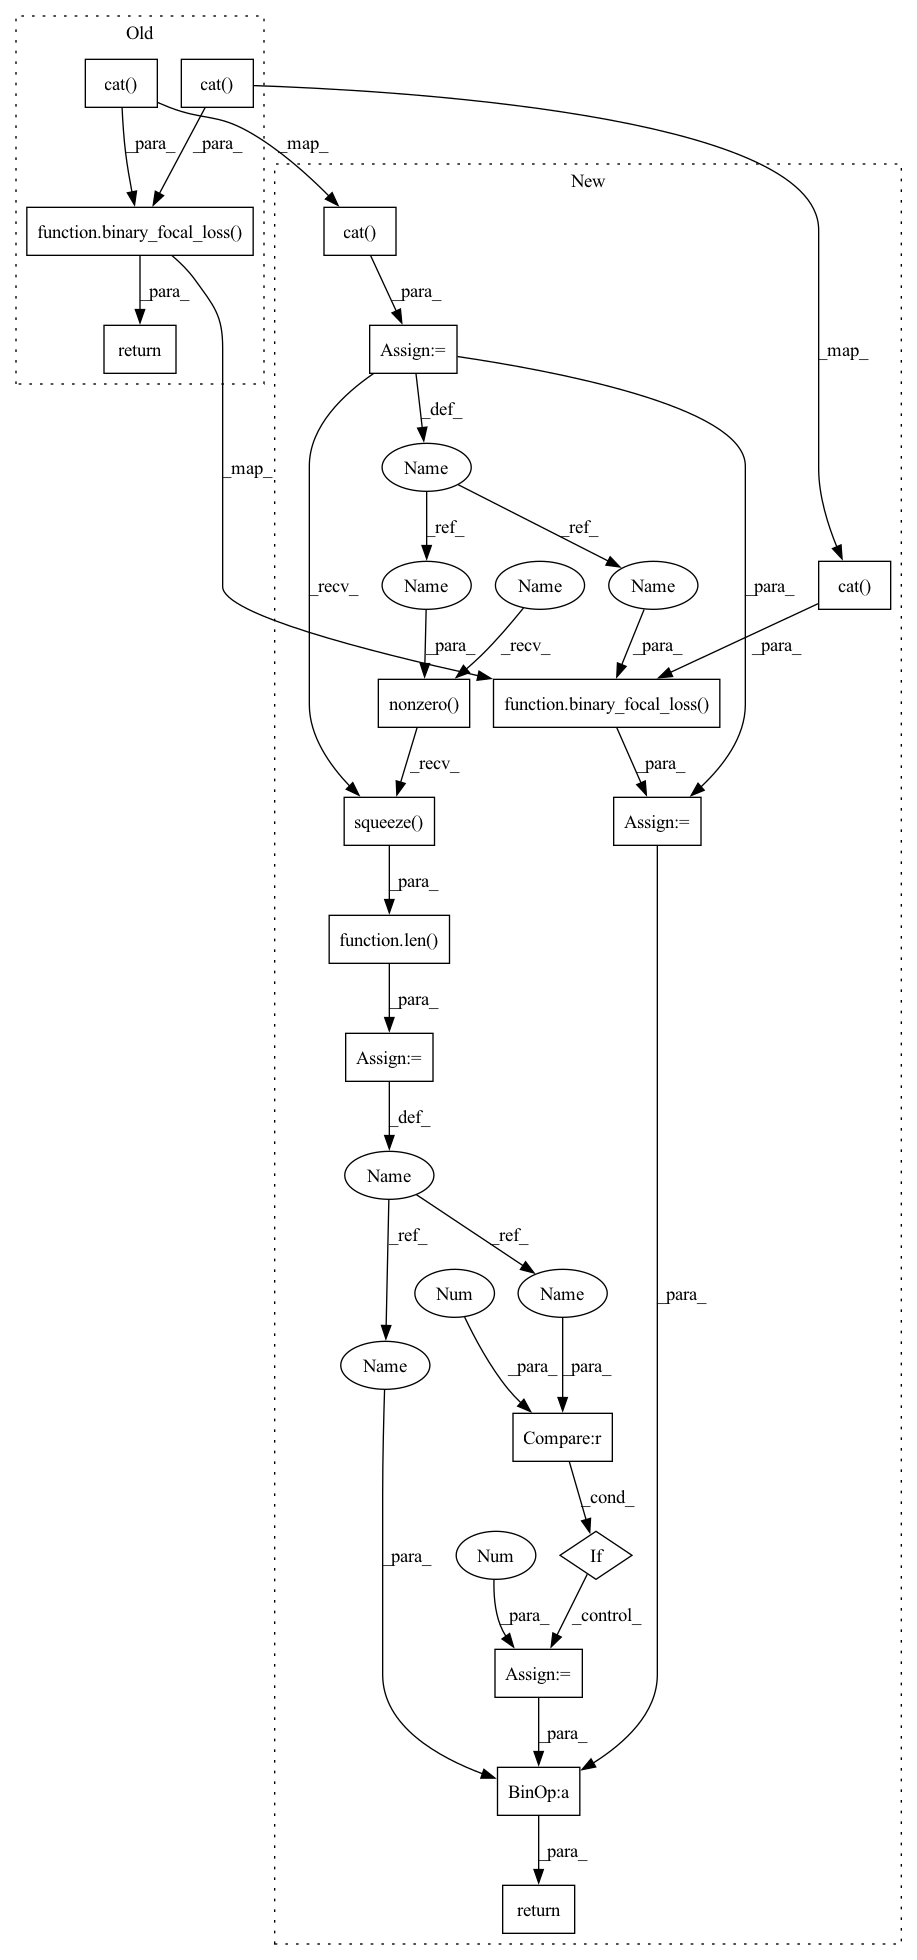 Old
cat()
cat()
_para_
_para_
_map_
New
function.binary_focal_loss()
cat()
_para_
_para_
return
Assign:=
_map_
_def_
_map_
Name
_ref_
_ref_
_recv_
Name
Name
Name
_para_
cat()
_para_
_recv_
_para_
_para_
nonzero()
function.binary_focal_loss()
_recv_
_para_
squeeze()
Assign:=
_para_
function.len()
_para_
Assign:=
_def_
Name
_ref_
_ref_
Num
Name
_para_
Name
_para_
_para_
Compare:r
_cond_
_para_
Num
If
_para_
_control_
Assign:=
_para_
BinOp:a
_para_
return